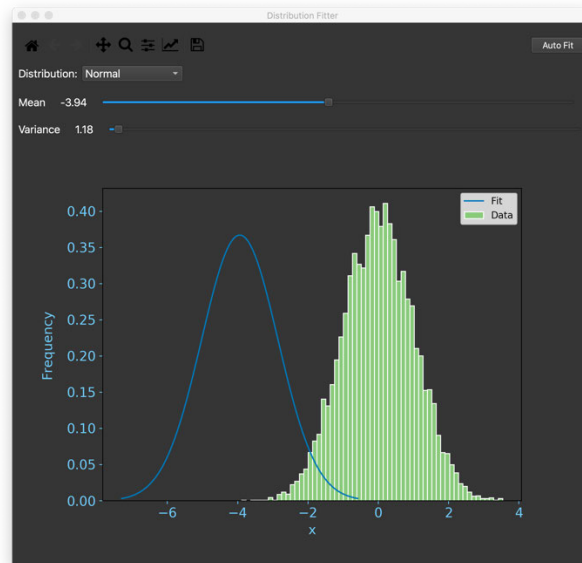 Distribution Fitter
Auto Fit
Distribution: Normal
Mean -3.94
Variance 1.18
Fit
Data
0.40
0.35
0.30
0.25
0.20
0.15
0.10
0.05
0.00
Frequency
−6 −4 −2 0 2 4
x